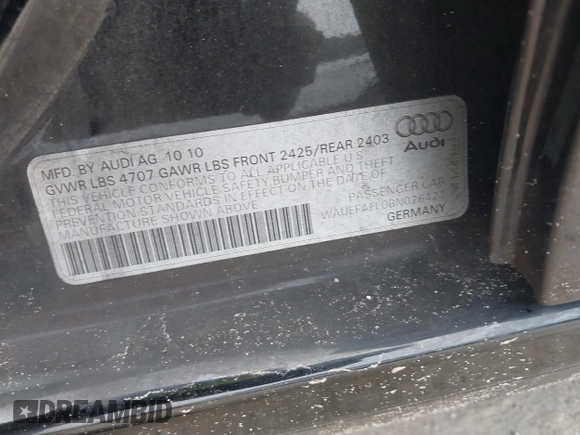 MFD. BY AUDI AG 10 10
GVWR LBS 4707 GAWR LBS FRONT 2425/REAR 2403
THIS VEHICLE CONFORMS TO ALL APPLICABLE U.S.
FEDERAL MOTOR VEHICLE SAFETY BUMPER AND THEFT
PREVENTION STANDARDS IN EFFECT ON THE DATE OF
MANUFACTURE SHOWN ABOVE.
Audi
PASSENGER CAR
GERMANY
DREAMBID